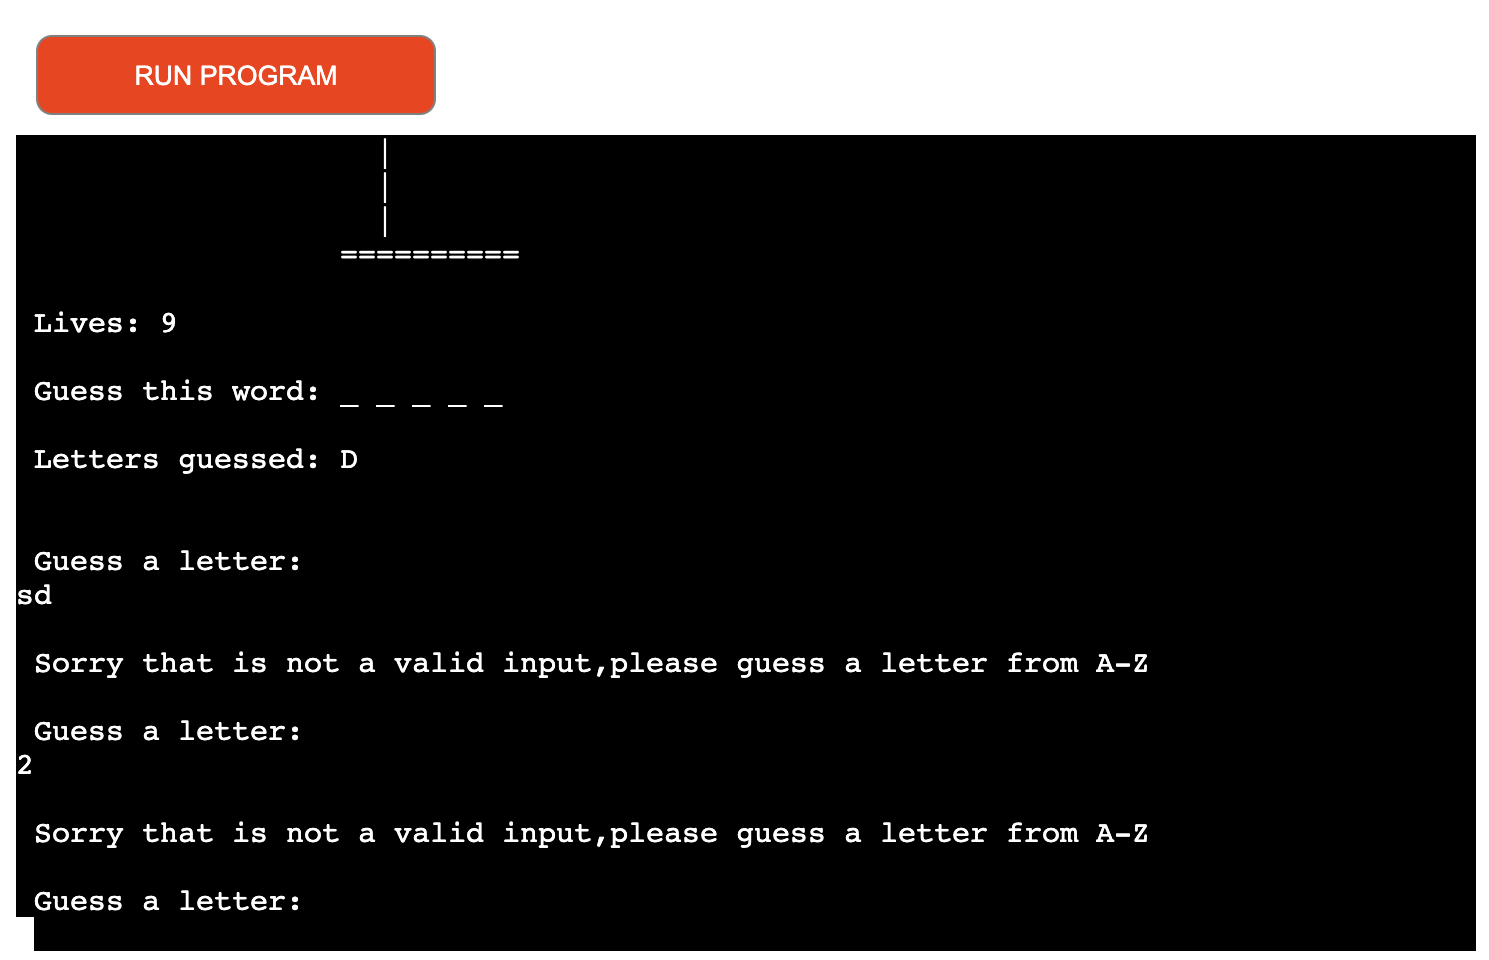 RUN PROGRAM
|
|
|
==========
Lives: 9
Guess this word: _ _ _ _ _
Letters guessed: D
Guess a letter:
sd
Sorry that is not a valid input,please guess a letter from A-Z
Guess a letter:
2
Sorry that is not a valid input,please guess a letter from A-Z
Guess a letter: